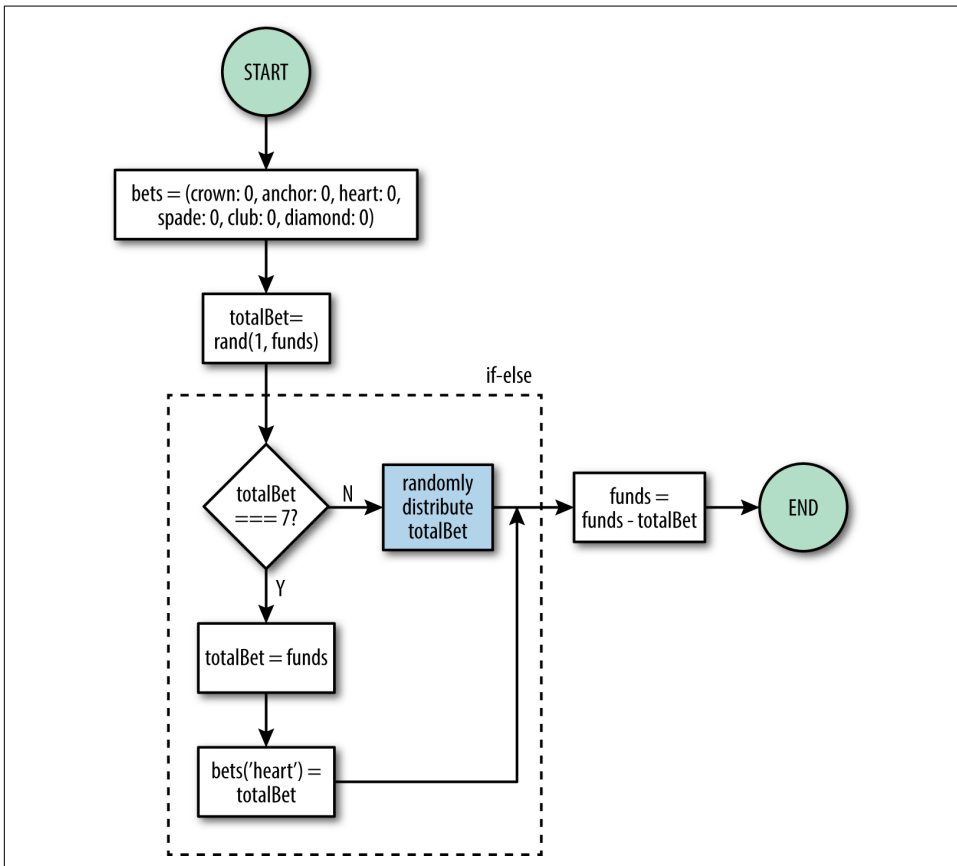 START
bets = (crown: 0, anchor: 0, heart: 0,
spade: 0, club: 0, diamond: 0)
totalBet=
rand(1, funds)
if-else
totalBet
=== 7?
N
randomly
distribute
totalBet
funds =
funds - totalBet
END
Y
totalBet = funds
bets('heart') =
totalBet